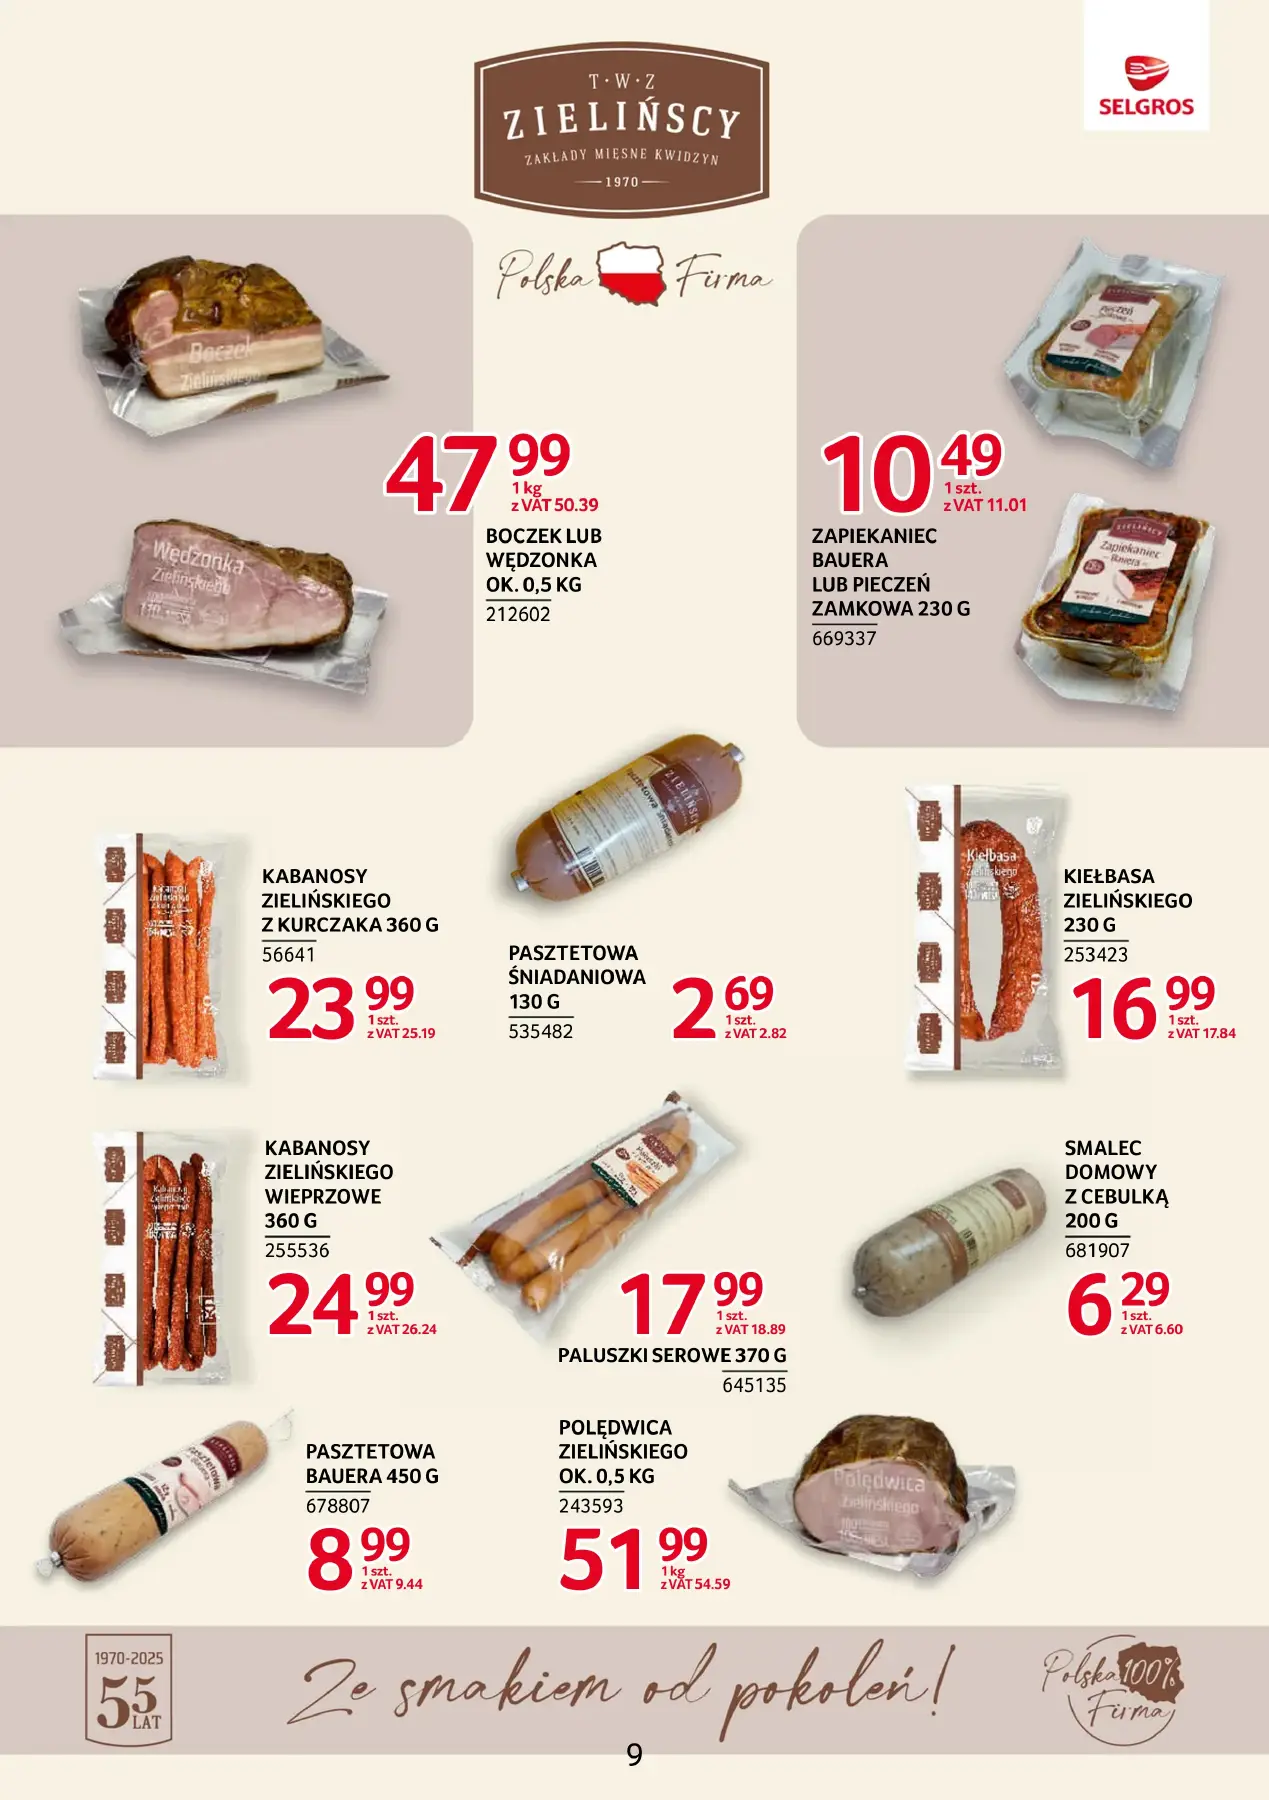 T·W·Z
ZIELIŃSCY
ZAKŁADY MIĘSNE KWIDZYN
1970
SELGROS
Polska Firma
Boczek
Zielińskiego
47 99
1 kg
z VAT 50.39
BOCZEK LUB
WĘDZONKA
OK. 0,5 KG
212602
Wędzonka
Zielińskiego
10 49
1 szt.
z VAT 11.01
ZAPIEKANIEC
BAUERA
LUB PIECZEŃ
ZAMKOWA 230 G
669337
ZIELIŃSCY
Zapiekaniec
Bauera
KABANOSY
ZIELIŃSKIEGO
Z KURCZAKA 360 G
56641
23 99
1 szt.
z VAT 25.19
T·W·Z
ZIELIŃSCY
Pasztetowa śniadaniowa
PASZTETOWA
ŚNIADANIOWA
130 G
535482
2 69
1 szt.
z VAT 2.82
Kiełbasa
Zielińskiego
KIEŁBASA
ZIELIŃSKIEGO
230 G
253423
16 99
1 szt.
z VAT 17.84
KABANOSY
ZIELIŃSKIEGO
WIEPRZOWE
360 G
255536
24 99
1 szt.
z VAT 26.24
17 99
1 szt.
z VAT 18.89
PALUSZKI SEROWE 370 G
645135
SMALEC
DOMOWY
Z CEBULKĄ
200 G
681907
6 29
1 szt.
z VAT 6.60
Pasztetowa
PASZTETOWA
BAUERA 450 G
678807
8 99
1 szt.
z VAT 9.44
POLĘDWICA
ZIELIŃSKIEGO
OK. 0,5 KG
243593
51 99
1 kg
z VAT 54.59
Polędwica
Zielińskiego
1970-2025
55
LAT
Ze smakiem od pokoleń!
Polska 100%
Firma
9